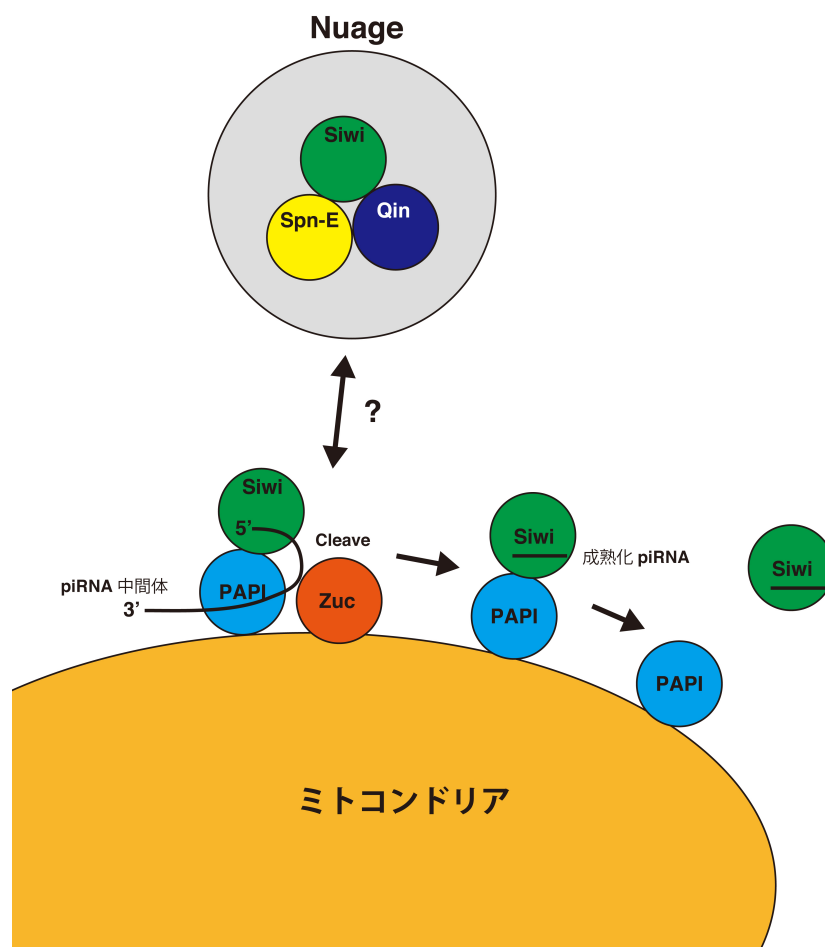 Nuage
Siwi
Spn-E
Qin
?
Siwi
5’
Cleave
piRNA 中間体
3’
PAPI
Zuc
Siwi
成熟化 piRNA
PAPI
Siwi
PAPI
ミトコンドリア